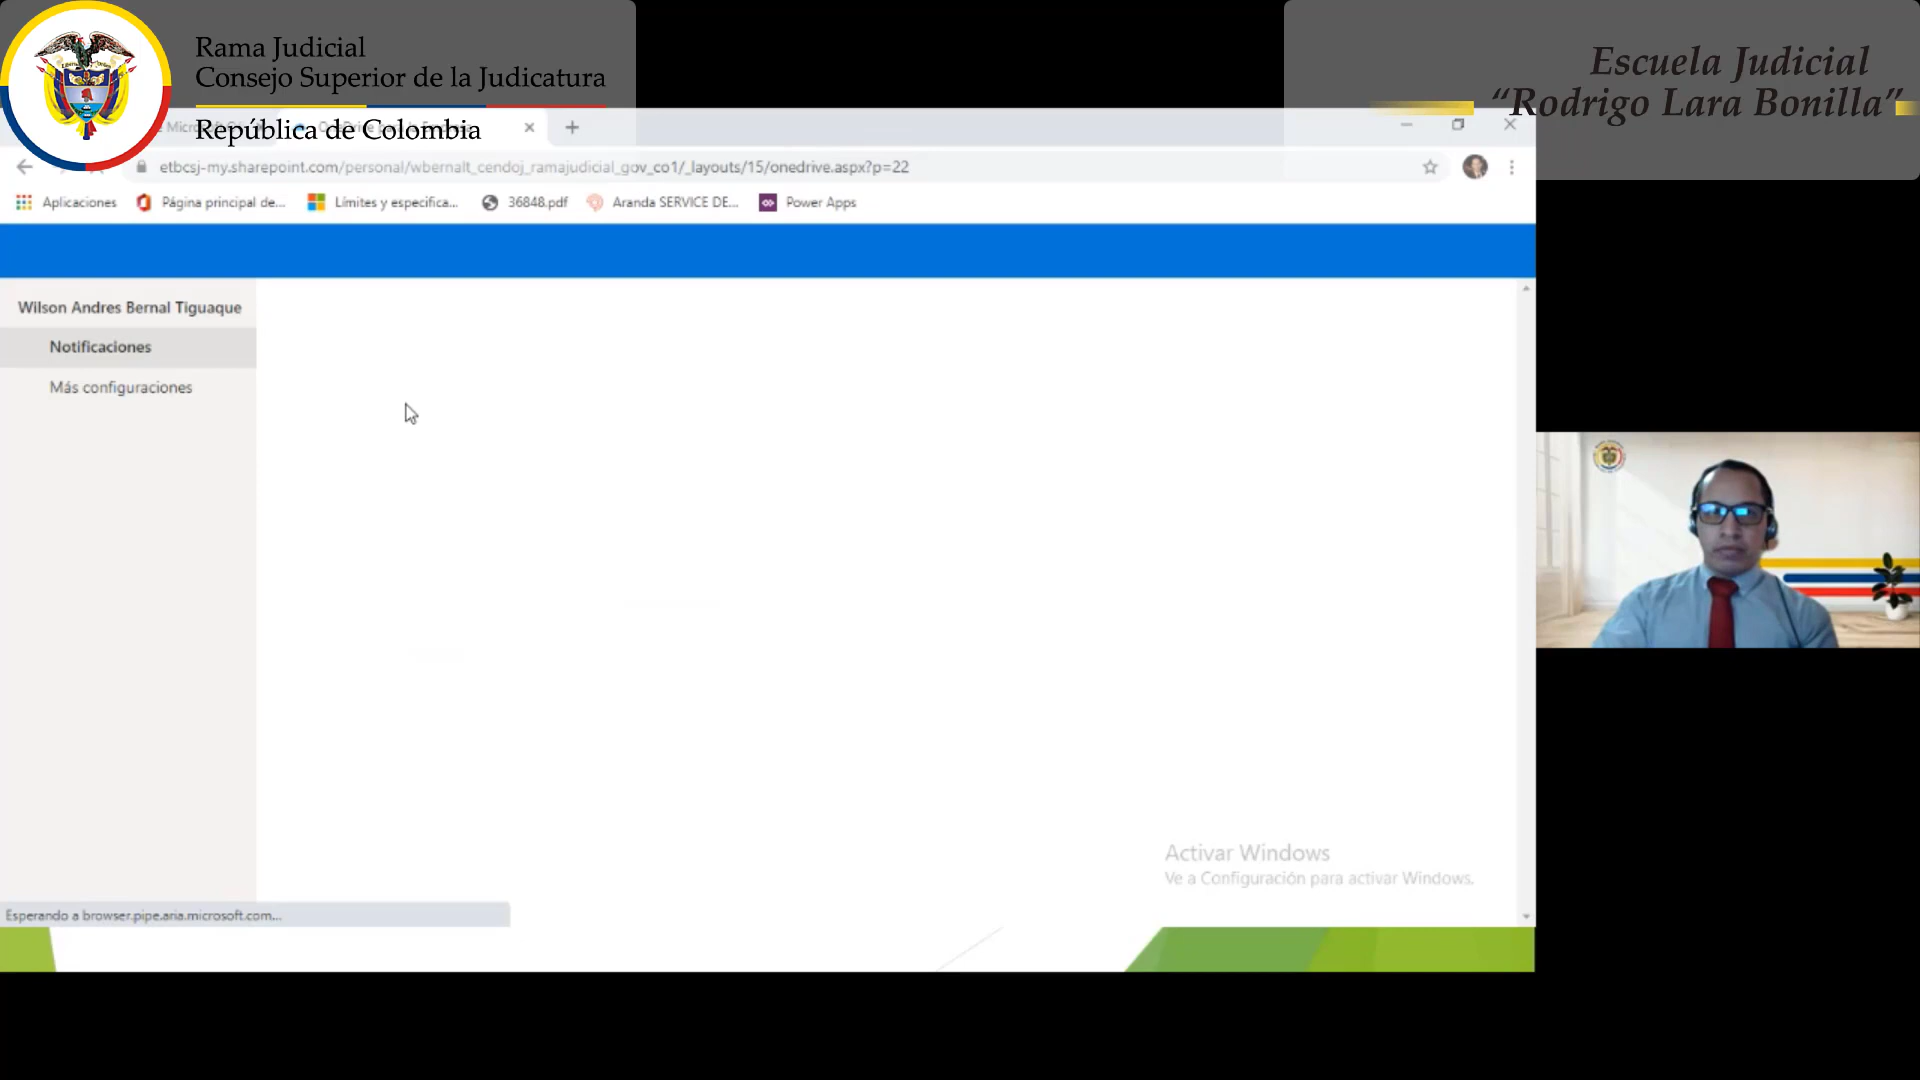 Rama Judicial
Consejo Superior de la Judicatura
República de Colombia
Escuela Judicial
“Rodrigo Lara Bonilla”
etbcsj-my.sharepoint.com/personal/wbernalt_cendoj_ramajudicial_gov_co1/_layouts/15/onedrive.aspx?p=22
Aplicaciones
Página principal de...
Límites y especifica...
36848.pdf
Aranda SERVICE DE...
Power Apps
Wilson Andres Bernal Tiguaque
Notificaciones
Más configuraciones
Activar Windows
Ve a Configuración para activar Windows.
Esperando a browser.pipe.aria.microsoft.com...